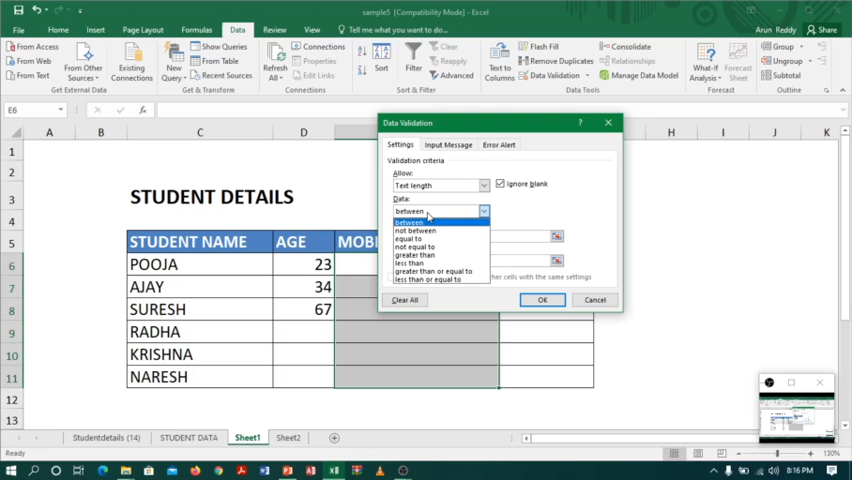 sample5 [Compatibility Mode] - Excel
Arun Reddy
File Home Insert Page Layout Formulas Data Review View Tell me what you want to do Share
From Access
From Web
From Text
From Other Sources
Existing Connections
Get External Data
New Query
Show Queries
From Table
Recent Sources
Get & Transform
Refresh All
Connections
Properties
Edit Links
Connections
Sort
Filter
Clear
Reapply
Advanced
Sort & Filter
Text to Columns
Flash Fill
Remove Duplicates
Data Validation
Consolidate
Relationships
Manage Data Model
Data Tools
What-If Analysis
Forecast Sheet
Forecast
Group
Ungroup
Subtotal
Outline
E6
fx
A B C D H I J K
1
2
3 STUDENT DETAILS
4
5 STUDENT NAME AGE MOBI
6 POOJA 23
7 AJAY 34
8 SURESH 67
9 RADHA
10 KRISHNA
11 NARESH
12
13
Data Validation
?
Settings Input Message Error Alert
Validation criteria
Allow:
Text length
Ignore blank
Data:
between
between
not between
equal to
not equal to
greater than
less than
greater than or equal to
less than or equal to
ther cells with the same settings
Clear All OK Cancel
Studentdetails (14) STUDENT DATA Sheet1 Sheet2
Ready
130%
8:16 PM